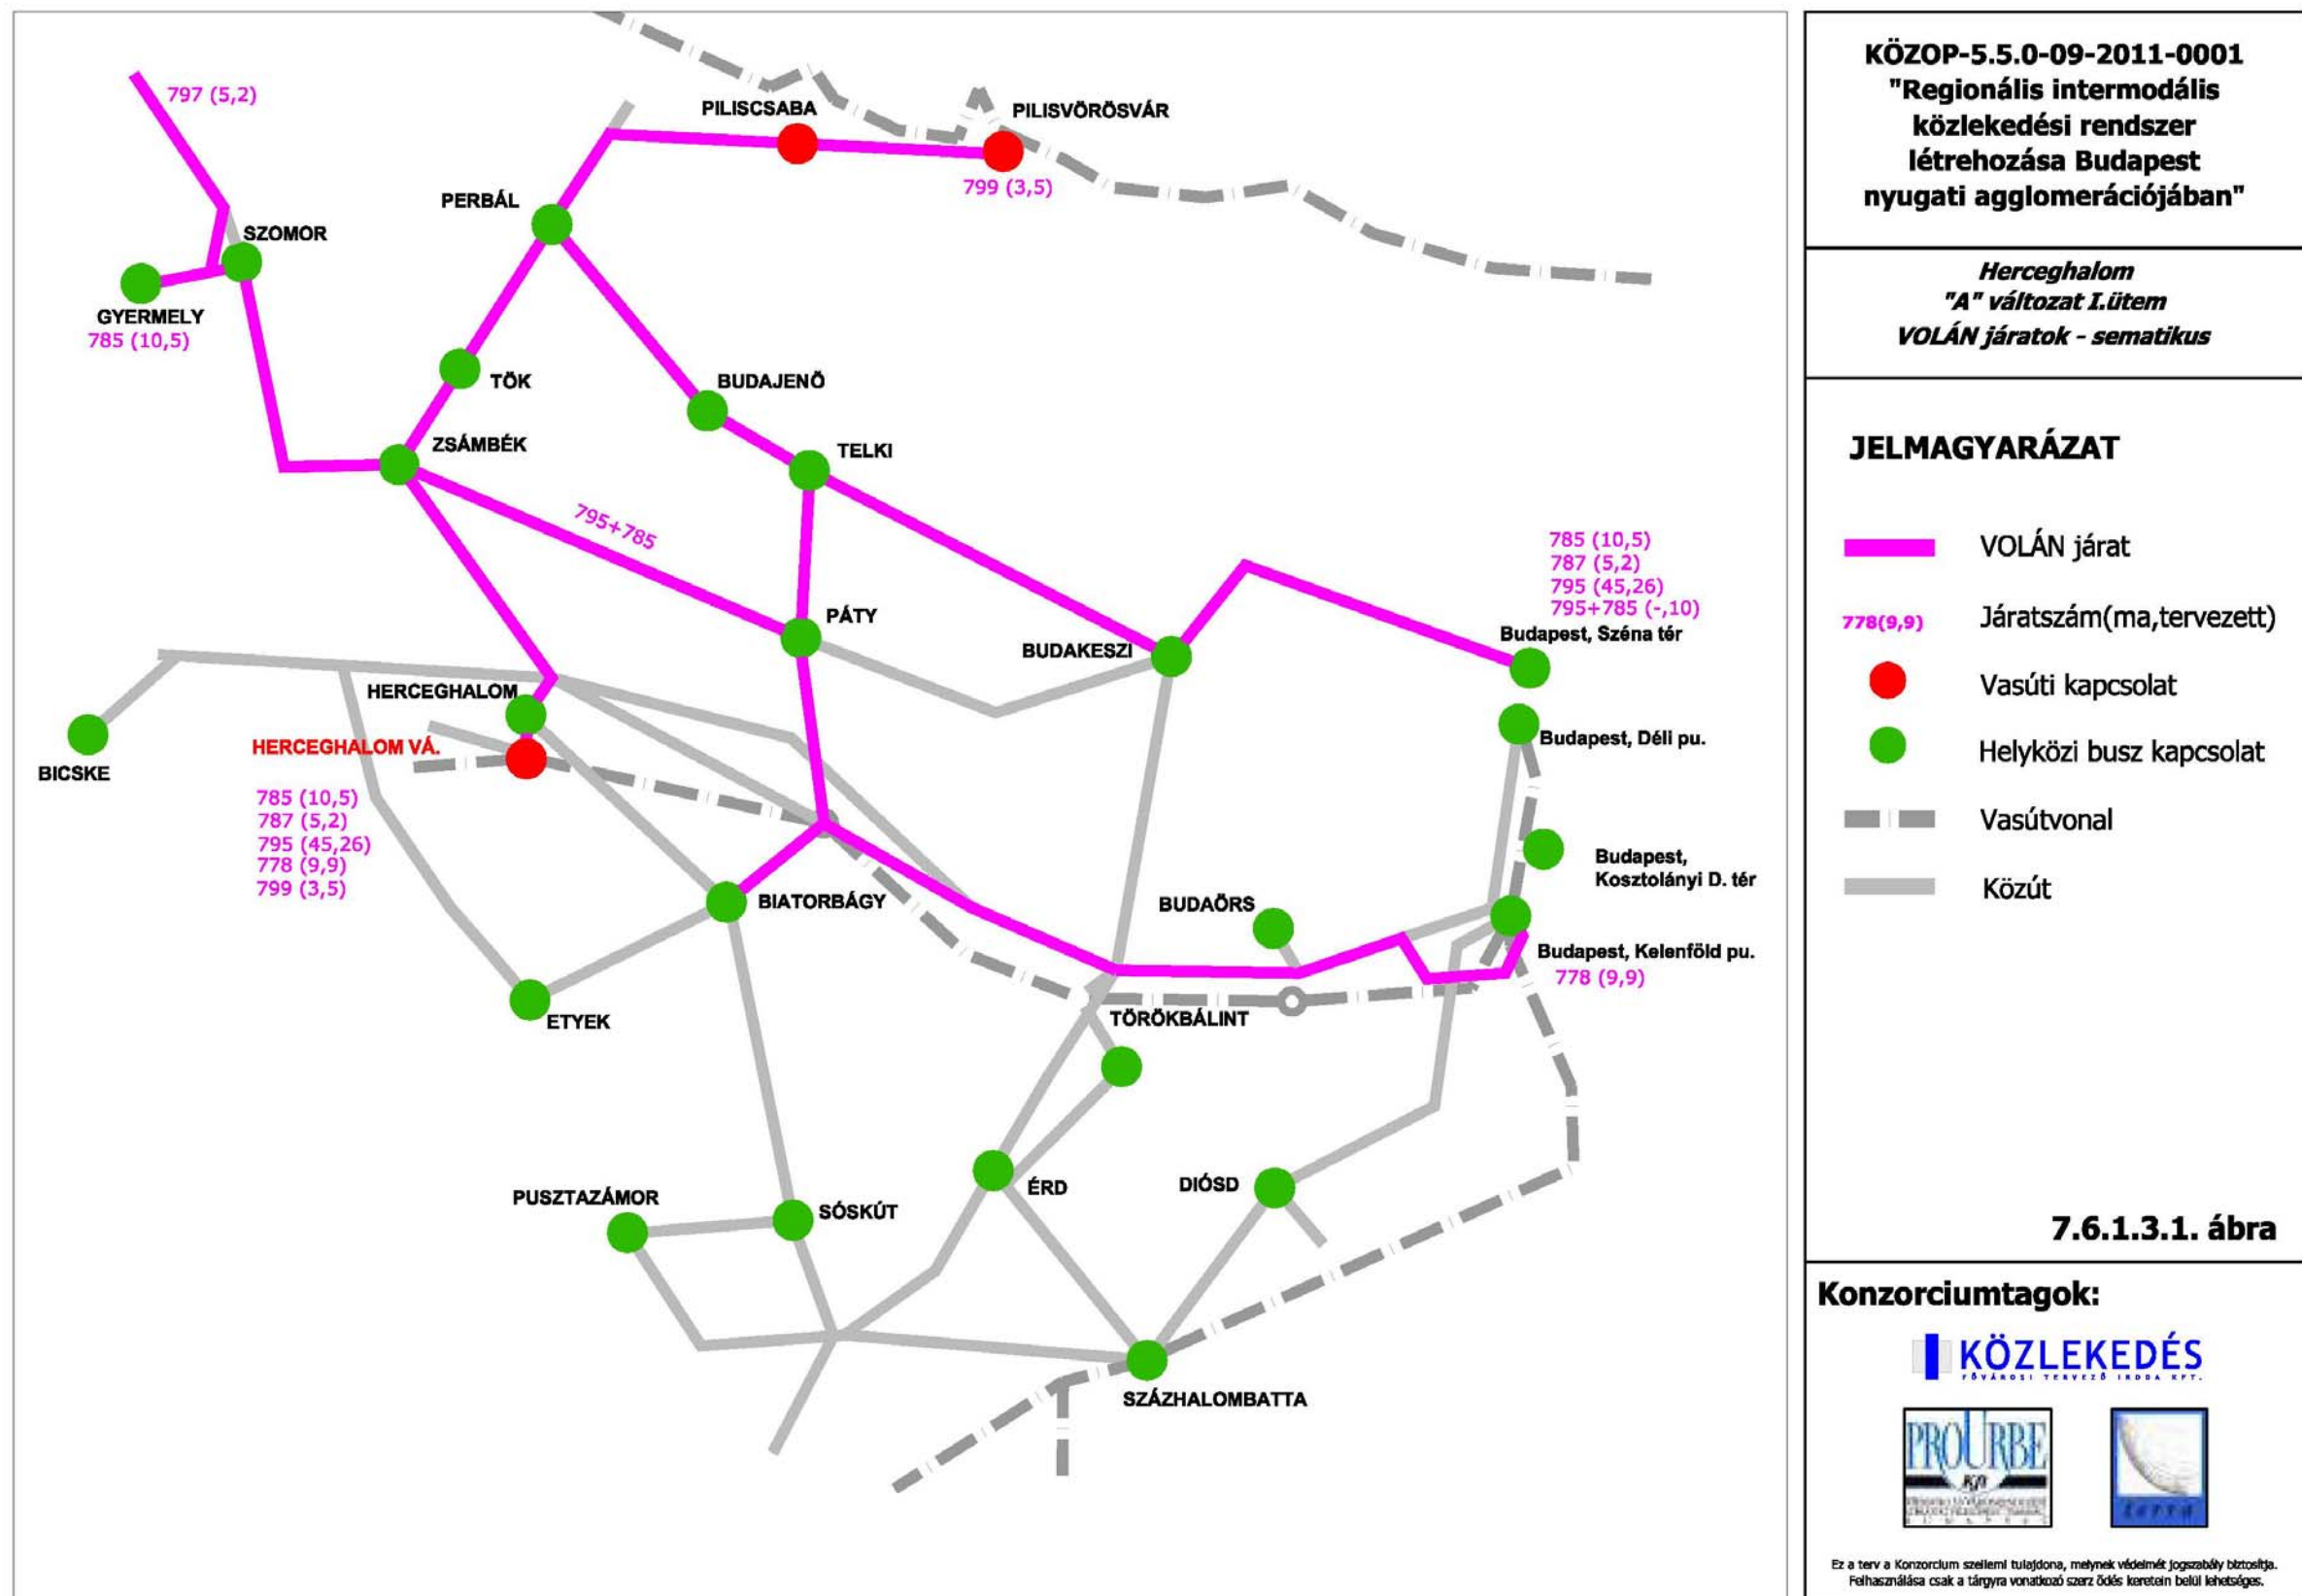 797 (5,2)
PILISCSABA
PILISVÖRÖSVÁR
799 (3,5)
PERBÁL
SZOMOR
GYERMELY
785 (10,5)
TÖK
BUDAJENŐ
ZSÁMBÉK
TELKI
795+785
785 (10,5)
787 (5,2)
795 (45,26)
795+785 (-,10)
Budapest, Széna tér
PÁTY
BUDAKESZI
HERCEGHALOM
HERCEGHALOM VÁ.
BICSKE
785 (10,5)
787 (5,2)
795 (45,26)
778 (9,9)
799 (3,5)
Budapest, Déli pu.
Budapest,
Kosztolányi D. tér
BIATORBÁGY
BUDAÖRS
Budapest, Kelenföld pu.
778 (9,9)
ETYEK
TÖRÖKBÁLINT
PUSZTAZÁMOR
SÓSKÚT
ÉRD
DIÓSD
SZÁZHALOMBATTA
KÖZOP-5.5.0-09-2011-0001
"Regionális intermodális
közlekedési rendszer
létrehozása Budapest
nyugati agglomerációjában"
Herceghalom
"A" változat I.ütem
VOLÁN járatok - sematikus
JELMAGYARÁZAT
VOLÁN járat
778(9,9) Járatszám(ma,tervezett)
Vasúti kapcsolat
Helyközi busz kapcsolat
Vasútvonal
Közút
7.6.1.3.1. ábra
Konzorciumtagok:
KÖZLEKEDÉS
FŐVÁROSI TERVEZŐ IRODA KFT.
PROURBE
Kft
Ez a terv a Konzorcium szellemi tulajdona, melynek védelmét jogszabály biztosítja.
Felhasználása csak a tárgyra vonatkozó szerz ődés keretein belül lehetséges.